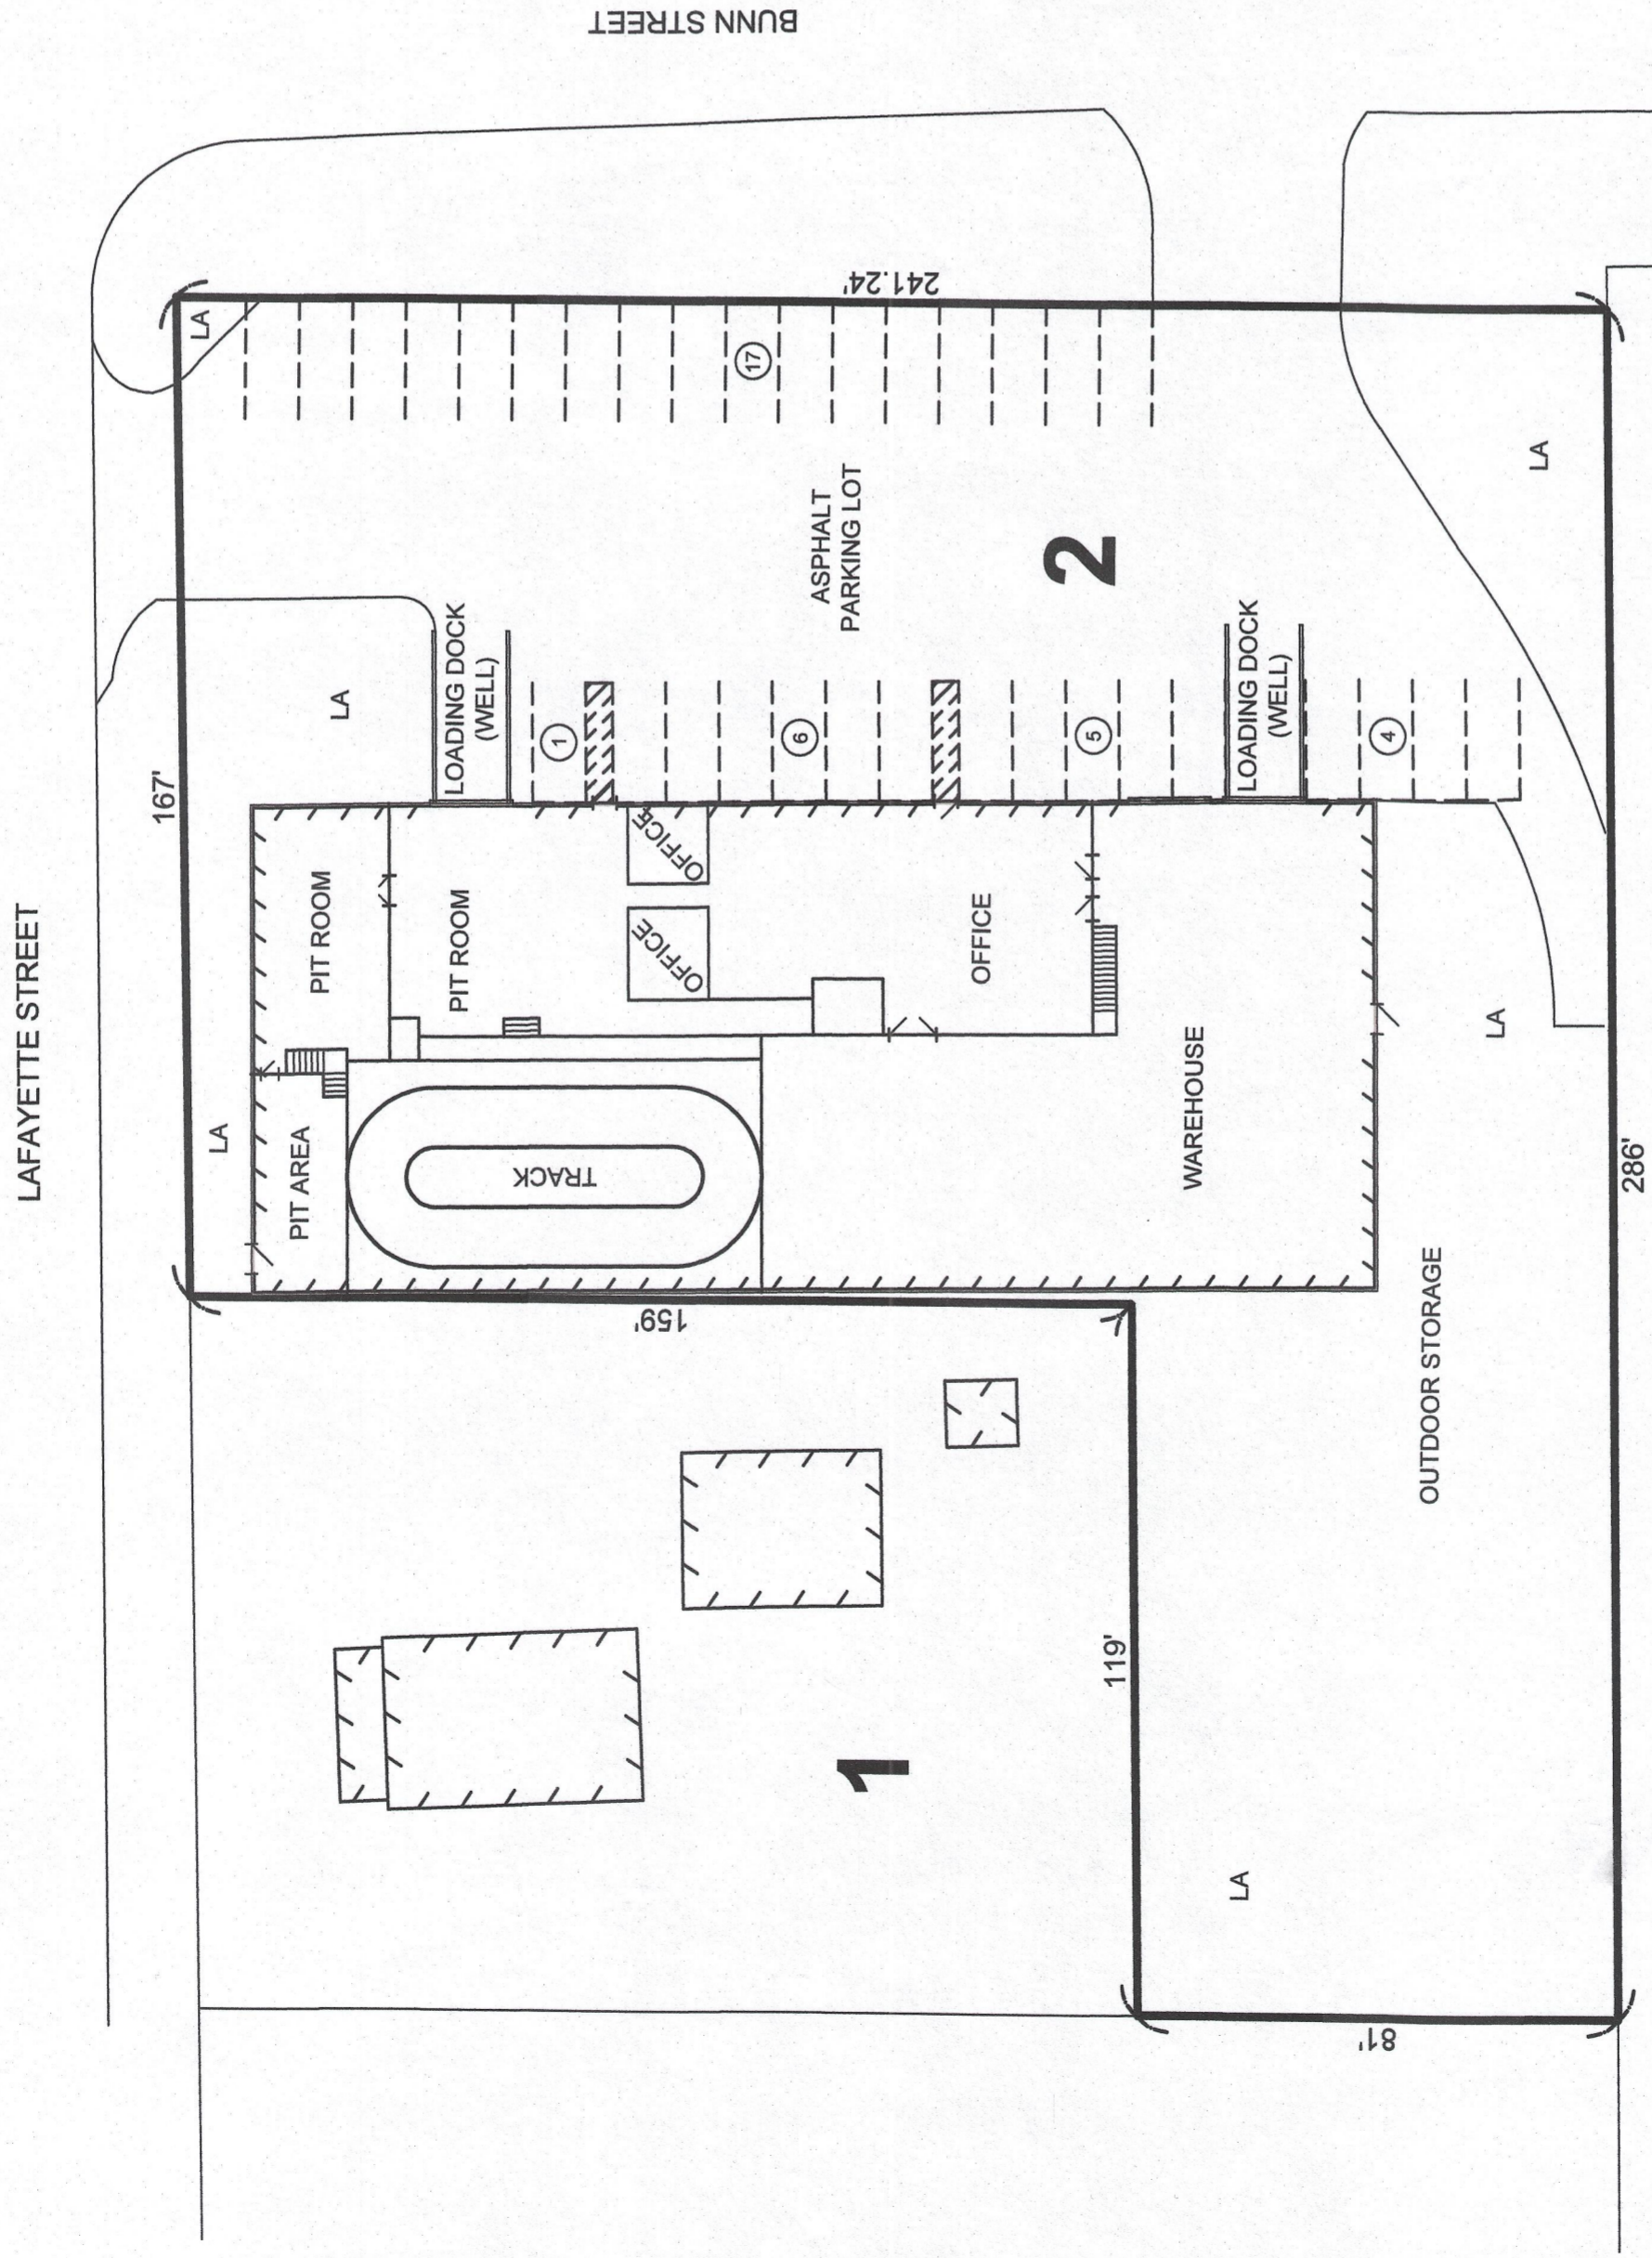 LAFAYETTE STREET
BUNN STREET
167'
LA
241.24'
LA
LOADING DOCK
(WELL)
17
ASPHALT
PARKING LOT
2
1
6
5
LOADING DOCK
(WELL)
4
LA
LA
PIT ROOM
PIT ROOM
OFFICE
OFFICE
OFFICE
PIT AREA
TRACK
WAREHOUSE
LA
159'
OUTDOOR STORAGE
286'
1
119'
LA
81'